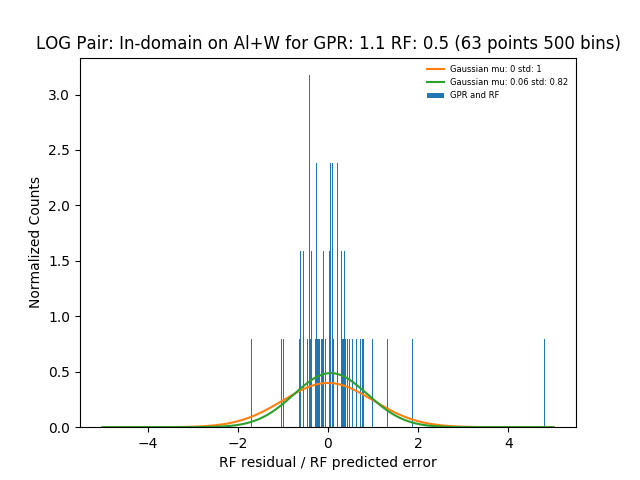 LOG Pair: In-domain on Al+W for GPR: 1.1 RF: 0.5 (63 points 500 bins)
Gaussian mu: 0 std: 1
Gaussian mu: 0.06 std: 0.82
GPR and RF
Normalized Counts
3.0
2.5
2.0
1.5
1.0
0.5
0.0
−4
−2
0
2
4
RF residual / RF predicted error